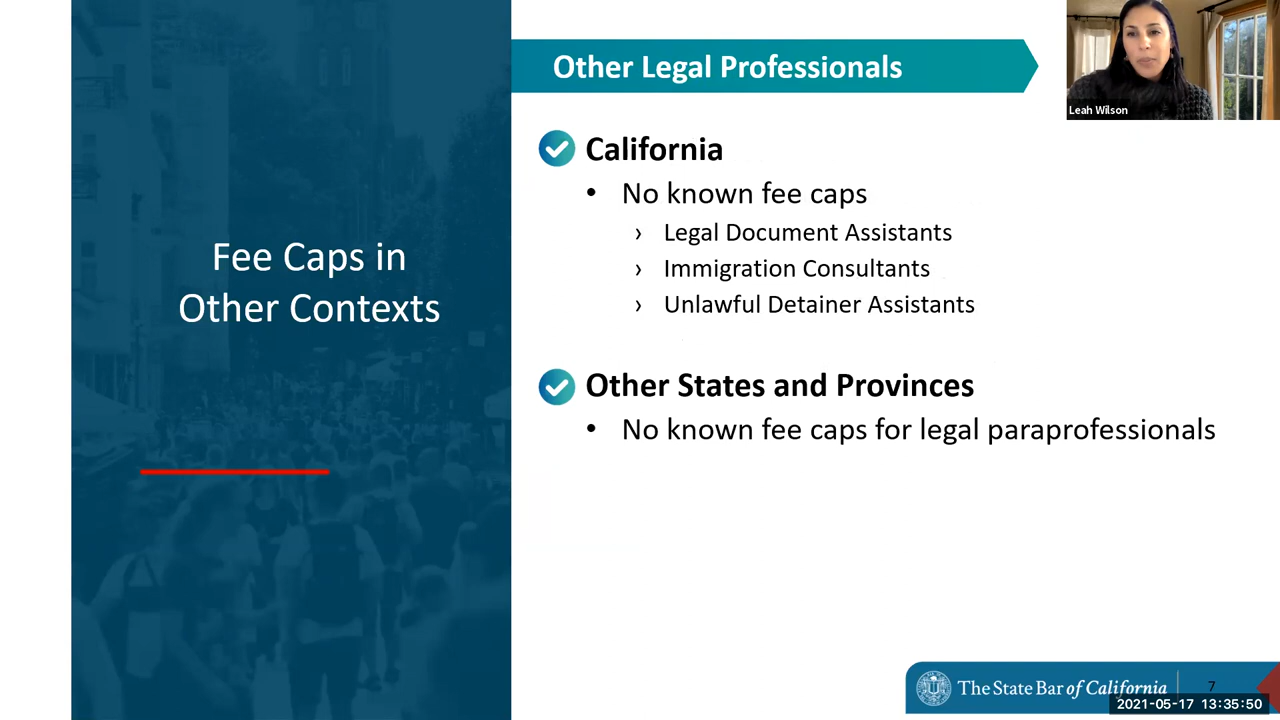 Fee Caps in
Other Contexts
Other Legal Professionals
Leah Wilson
California
• No known fee caps
› Legal Document Assistants
› Immigration Consultants
› Unlawful Detainer Assistants
Other States and Provinces
• No known fee caps for legal paraprofessionals
The State Bar of California
7
2021-05-17 13:35:50